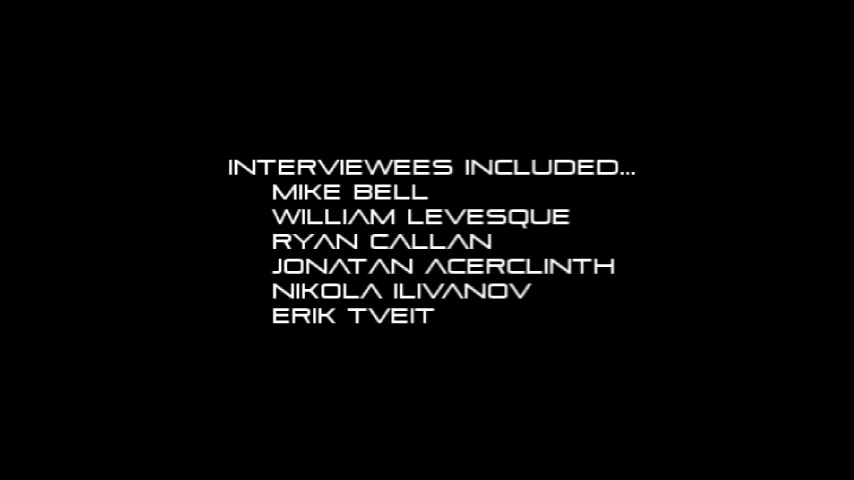 INTERVIEWEES INCLUDED...
MIKE BELL
WILLIAM LEVESQUE
RYAN CALLAN
JONATAN ACERCLINTH
NIKOLA ILIVANOV
ERIK TVEIT